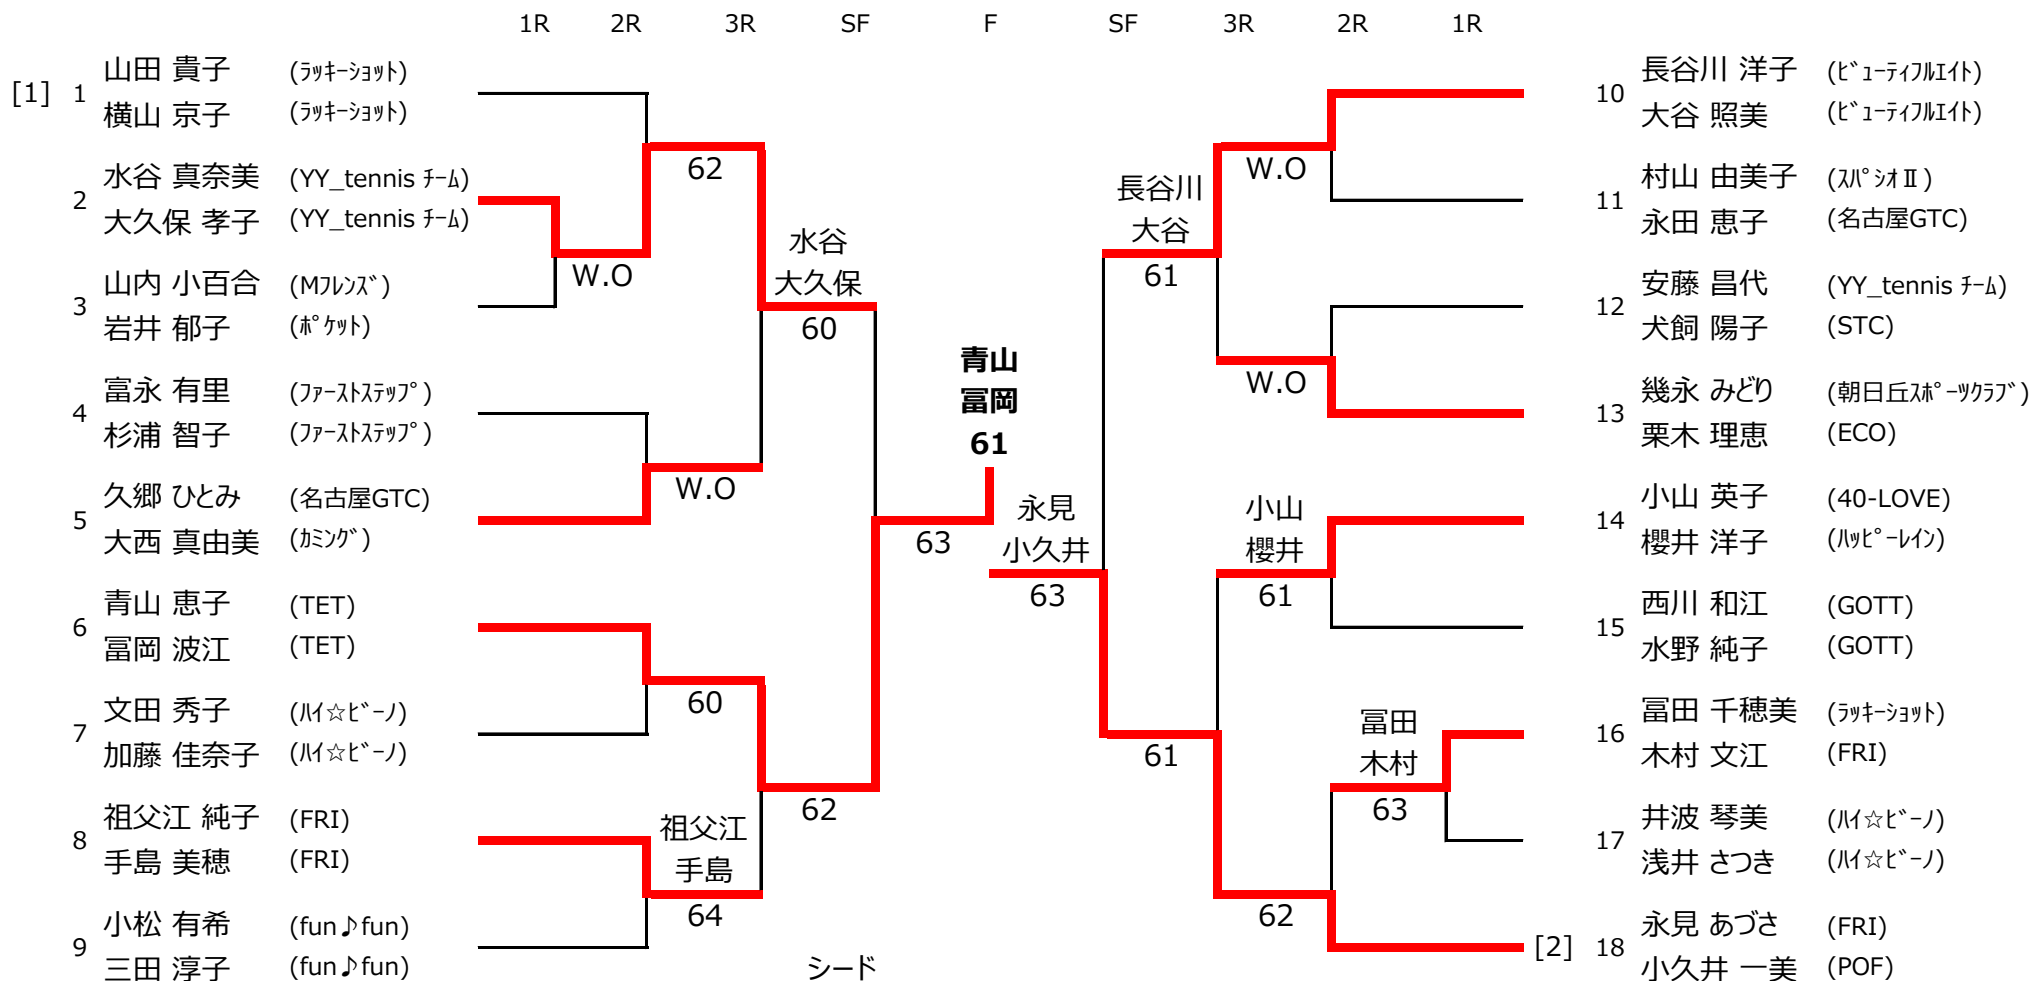 1R 2R 3R SF F SF 3R 2R 1R
[1] 1 山田 貴子 (ﾗｯｷｰｼｮｯﾄ)
横山 京子 (ﾗｯｷｰｼｮｯﾄ)
2 水谷 真奈美 (YY_tennis ﾁｰﾑ)
大久保 孝子 (YY_tennis ﾁｰﾑ)
3 山内 小百合 (Mﾌﾚﾝｽﾞ)
岩井 郁子 (ﾎﾟｹｯﾄ)
4 富永 有里 (ﾌｧｰｽﾄｽﾃｯﾌﾟ)
杉浦 智子 (ﾌｧｰｽﾄｽﾃｯﾌﾟ)
5 久郷 ひとみ (名古屋GTC)
大西 真由美 (ｶﾐﾝｸﾞ)
6 青山 恵子 (TET)
冨岡 波江 (TET)
7 文田 秀子 (ﾊｲ☆ﾋﾞｰﾉ)
加藤 佳奈子 (ﾊｲ☆ﾋﾞｰﾉ)
8 祖父江 純子 (FRI)
手島 美穂 (FRI)
9 小松 有希 (fun♪fun)
三田 淳子 (fun♪fun)
W.O
62
W.O
60
祖父江
手島
64
水谷
大久保
60
62
63
青山
冨岡
61
永見
小久井
63
長谷川
大谷
61
61
W.O
W.O
小山
櫻井
61
62
冨田
木村
63
10 長谷川 洋子 (ﾋﾞｭｰﾃｨﾌﾙｴｲﾄ)
大谷 照美 (ﾋﾞｭｰﾃｨﾌﾙｴｲﾄ)
11 村山 由美子 (ｽﾊﾟｼｵⅡ)
永田 恵子 (名古屋GTC)
12 安藤 昌代 (YY_tennis ﾁｰﾑ)
犬飼 陽子 (STC)
13 幾永 みどり (朝日丘ｽﾎﾟｰﾂｸﾗﾌﾞ)
栗木 理恵 (ECO)
14 小山 英子 (40-LOVE)
櫻井 洋子 (ﾊｯﾋﾟｰﾚｲﾝ)
15 西川 和江 (GOTT)
水野 純子 (GOTT)
16 冨田 千穂美 (ﾗｯｷｰｼｮｯﾄ)
木村 文江 (FRI)
17 井波 琴美 (ﾊｲ☆ﾋﾞｰﾉ)
浅井 さつき (ﾊｲ☆ﾋﾞｰﾉ)
[2] 18 永見 あづさ (FRI)
小久井 一美 (POF)
シード